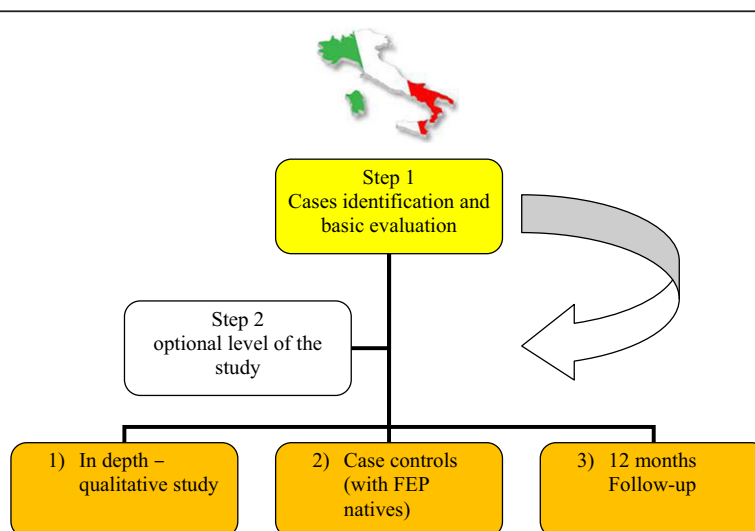 Step 1
Cases identification and
basic evaluation
Step 2
optional level of the
study
1) In depth –
qualitative study
2) Case controls
(with FEP
natives)
3) 12 months
Follow-up